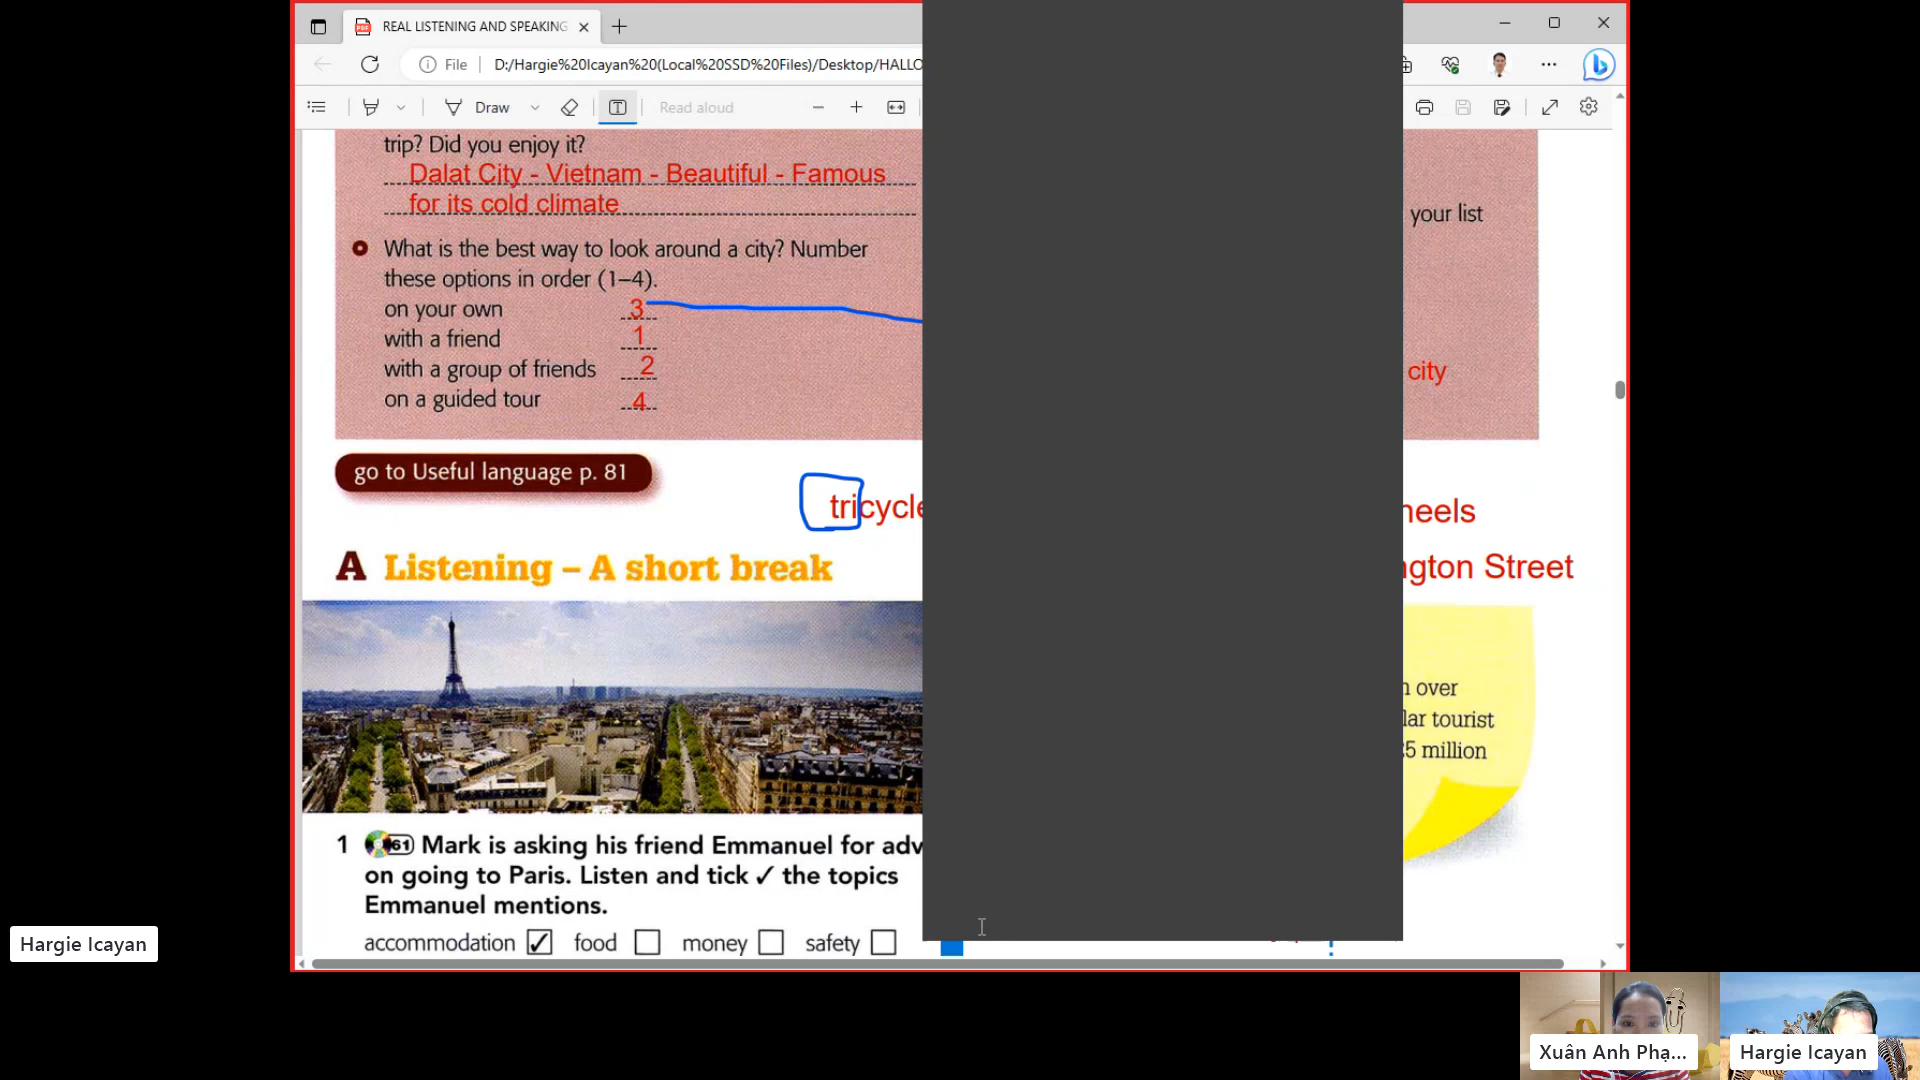 REAL LISTENING AND SPEAKING
File
D:/Hargie%20Icayan%20(Local%20SSD%20Files)/Desktop/HALLO
Draw
Read aloud
trip? Did you enjoy it?
Dalat City - Vietnam - Beautiful - Famous
for its cold climate
your list
What is the best way to look around a city? Number
these options in order (1–4).
on your own 3
with a friend 1
with a group of friends 2
city
on a guided tour 4
go to Useful language p. 81
tricycle
heels
A Listening – A short break
gton Street
n over
lar tourist
5 million
1 61 Mark is asking his friend Emmanuel for adv
on going to Paris. Listen and tick ✓ the topics
Emmanuel mentions.
accommodation ✓ food money safety
Hargie Icayan
Xuân Anh Phạ...
Hargie Icayan